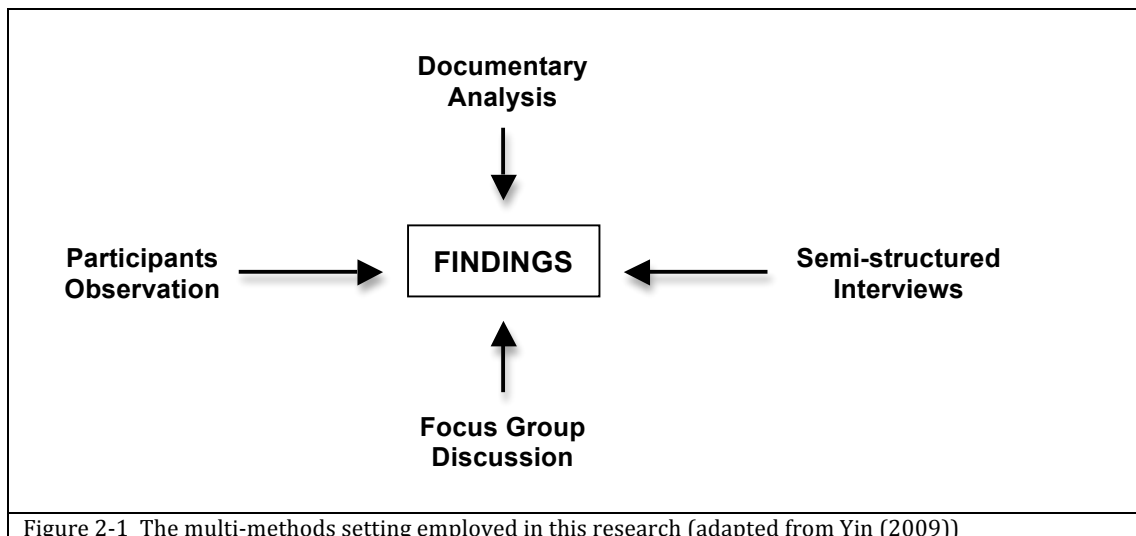 Documentary
Analysis
Participants
Observation
FINDINGS
Semi-structured
Interviews
Focus Group
Discussion
Figure 2-1 The multi-methods setting employed in this research (adapted from Yin (2009))